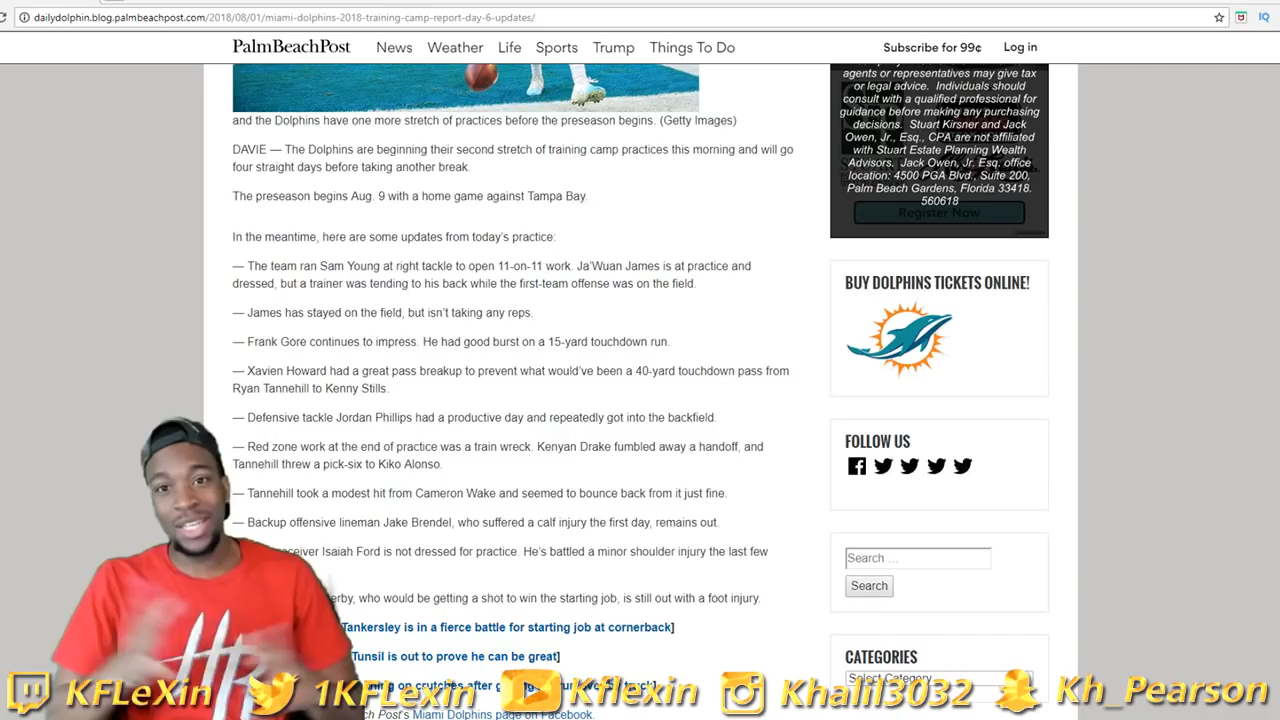 dailydolphin.blog.palmbeachpost.com/2018/08/01/miami-dolphins-2018-training-camp-report-day-6-updates/
PalmBeachPost News Weather Life Sports Trump Things To Do Subscribe for 99¢ Log in
and the Dolphins have one more stretch of practices before the preseason begins. (Getty Images)
DAVIE — The Dolphins are beginning their second stretch of training camp practices this morning and will go
four straight days before taking another break.
The preseason begins Aug. 9 with a home game against Tampa Bay.
In the meantime, here are some updates from today's practice:
— The team ran Sam Young at right tackle to open 11-on-11 work. Ja'Wuan James is at practice and
dressed, but a trainer was tending to his back while the first-team offense was on the field.
— James has stayed on the field, but isn't taking any reps.
— Frank Gore continues to impress. He had good burst on a 15-yard touchdown run.
— Xavien Howard had a great pass breakup to prevent what would've been a 40-yard touchdown pass from
Ryan Tannehill to Kenny Stills.
— Defensive tackle Jordan Phillips had a productive day and repeatedly got into the backfield.
— Red zone work at the end of practice was a train wreck. Kenyan Drake fumbled away a handoff, and
Tannehill threw a pick-six to Kiko Alonso.
— Tannehill took a modest hit from Cameron Wake and seemed to bounce back from it just fine.
— Backup offensive lineman Jake Brendel, who suffered a calf injury the first day, remains out.
Isaiah Ford is not dressed for practice. He's battled a minor shoulder injury the last few
who would be getting a shot to win the starting job, is still out with a foot injury.
Tankersley is in a fierce battle for starting job at cornerback]
Tunsil is out to prove he can be great]
on crutches after
Post's Miami Dolphins page on Facebook.
agents or representatives may give tax
or legal advice. Individuals should
consult with a qualified professional for
guidance before making any purchasing
decisions. Stuart Kirsner and Jack
Owen, Jr., Esq., CPA are not affiliated
with Stuart Estate Planning Wealth
Advisors. Jack Owen, Jr. Esq. office
location: 4500 PGA Blvd., Suite 200,
Palm Beach Gardens, Florida 33418.
560618
Register Now
BUY DOLPHINS TICKETS ONLINE!
FOLLOW US
Search …
Search
CATEGORIES
Select Category
KFLeXin 1KFLexin Kflexin Khalil3032 Kh_Pearson